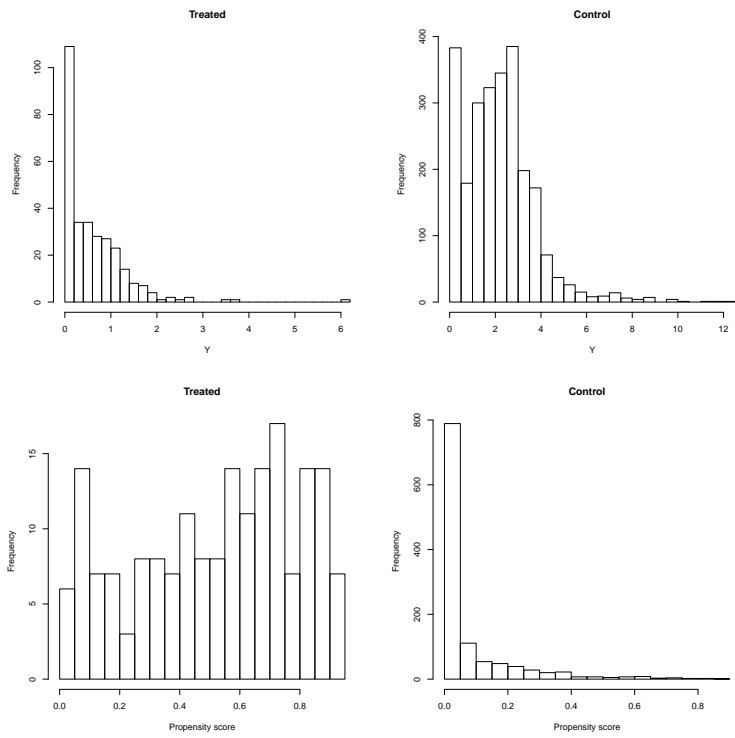 Treated
Frequency
0 20 40 60 80 100
0 1 2 3 4 5 6
Y
Control
Frequency
0 100 200 300 400
0 2 4 6 8 10 12
Y
Treated
Frequency
0 5 10 15
0.0 0.2 0.4 0.6 0.8
Propensity score
Control
Frequency
0 200 400 600 800
0.0 0.2 0.4 0.6 0.8
Propensity score